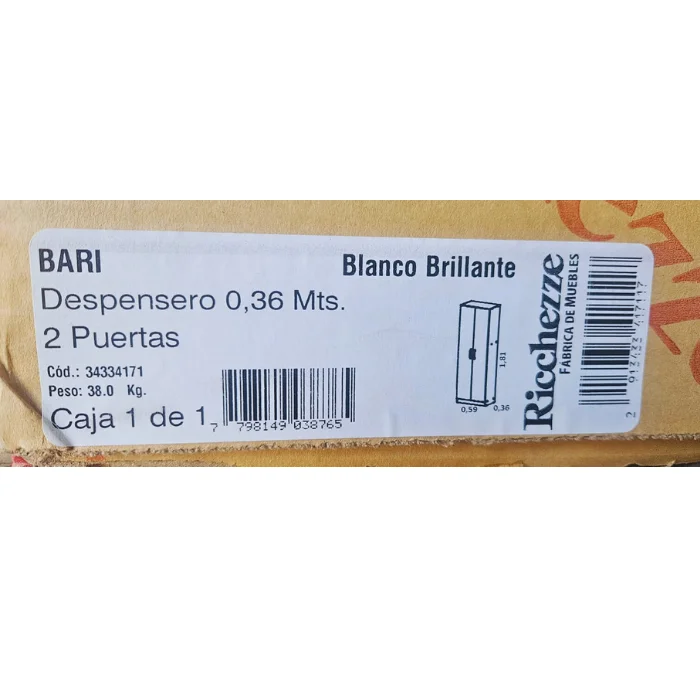 BARI
Blanco Brillante
Despensero 0,36 Mts.
2 Puertas
Cód.: 34334171
Peso: 38.0 Kg.
Caja 1 de 1
7 798149 038765
1,81
0,59
0,36
Ricchezze
FABRICA DE MUEBLES